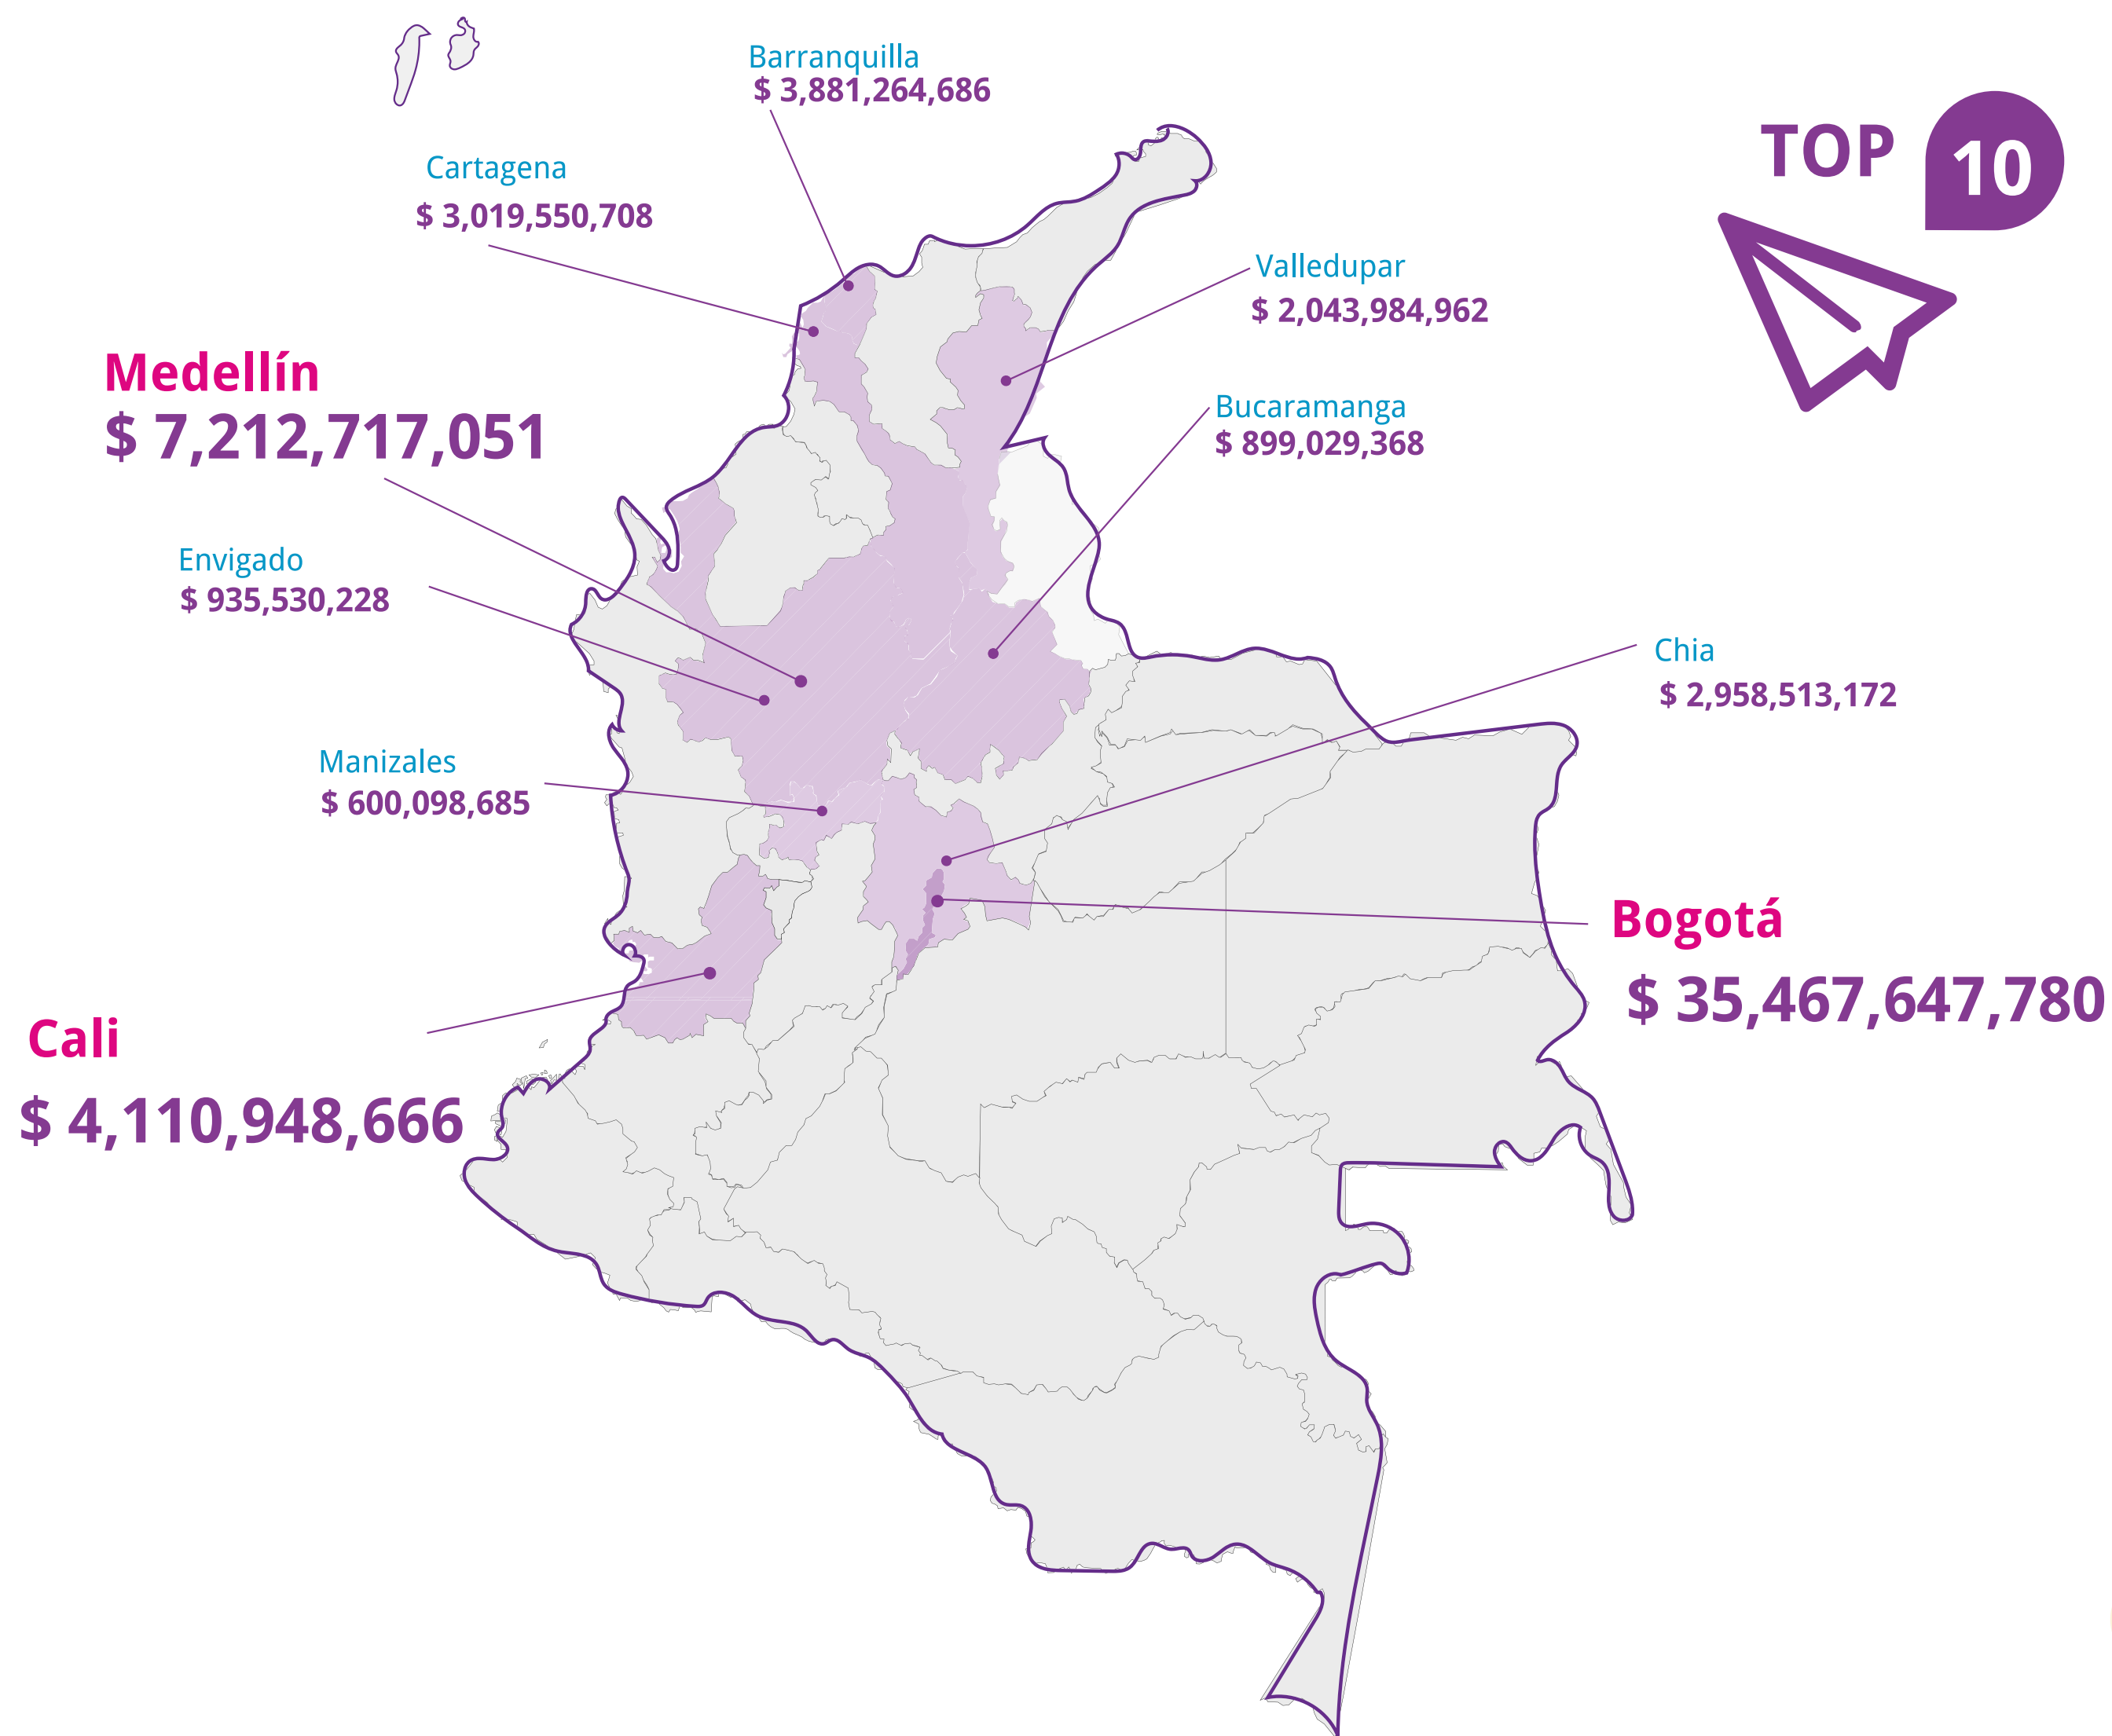 Barranquilla
$ 3,881,264,686
TOP 10
Cartagena
$ 3,019,550,708
Valledupar
$ 2,043,984,962
Medellín
$ 7,212,717,051
Bucaramanga
$ 899,029,368
Envigado
$ 935,530,228
Chia
$ 2,958,513,172
Manizales
$ 600,098,685
Bogotá
$ 35,467,647,780
Cali
$ 4,110,948,666